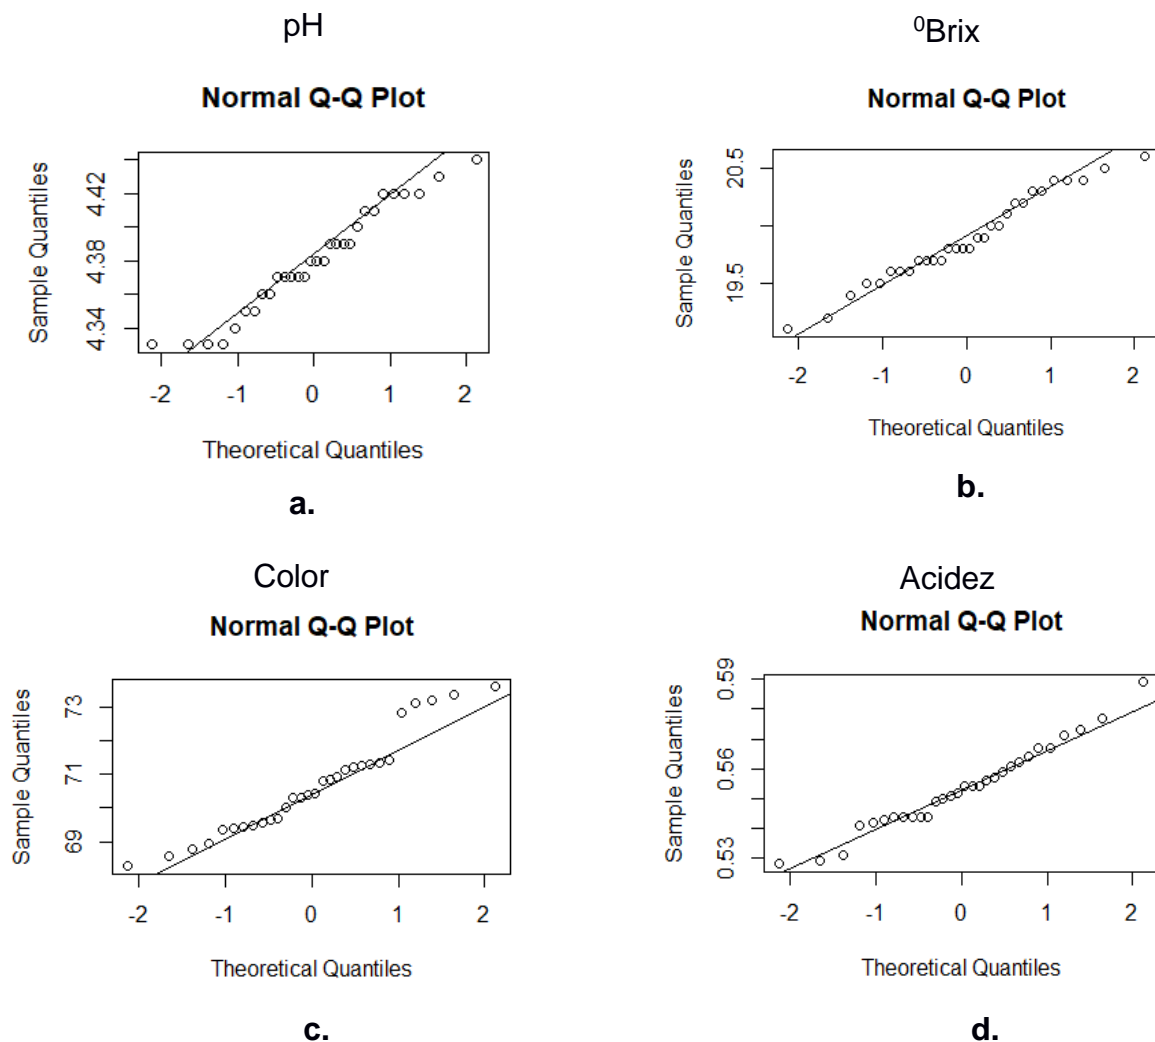 pH
Normal Q-Q Plot
Sample Quantiles
4.42
4.38
4.34
-2 -1 0 1 2
Theoretical Quantiles
a.
⁰Brix
Normal Q-Q Plot
Sample Quantiles
20.5
19.5
-2 -1 0 1 2
Theoretical Quantiles
b.
Color
Normal Q-Q Plot
Sample Quantiles
73
71
69
-2 -1 0 1 2
Theoretical Quantiles
c.
Acidez
Normal Q-Q Plot
Sample Quantiles
0.59
0.56
0.53
-2 -1 0 1 2
Theoretical Quantiles
d.